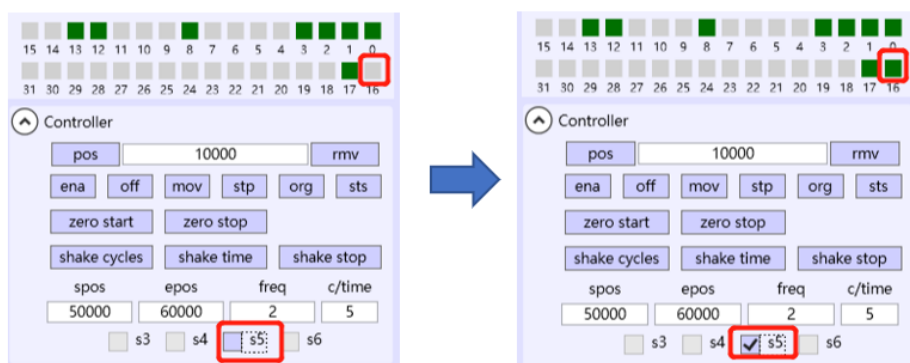 15 14 13 12 11 10 9 8 7 6 5 4 3 2 1 0
31 30 29 28 27 26 25 24 23 22 21 20 19 18 17 16
Controller
pos 10000 rmv
ena off mov stp org sts
zero start zero stop
shake cycles shake time shake stop
spos epos freq c/time
50000 60000 2 5
s3 s4 s5 s6
15 14 13 12 11 10 9 8 7 6 5 4 3 2 1 0
31 30 29 28 27 26 25 24 23 22 21 20 19 18 17 16
Controller
pos 10000 rmv
ena off mov stp org sts
zero start zero stop
shake cycles shake time shake stop
spos epos freq c/time
50000 60000 2 5
s3 s4 s5 s6